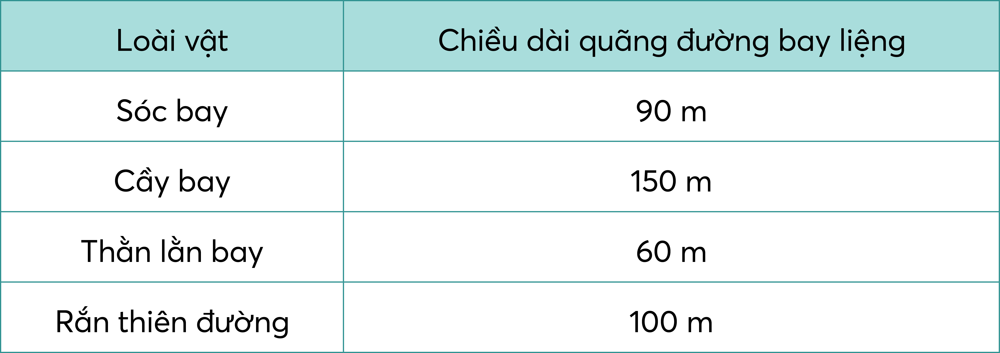 Loài vật Chiều dài quãng đường bay liệng
Sóc bay 90 m
Cầy bay 150 m
Thằn lằn bay 60 m
Rắn thiên đường 100 m